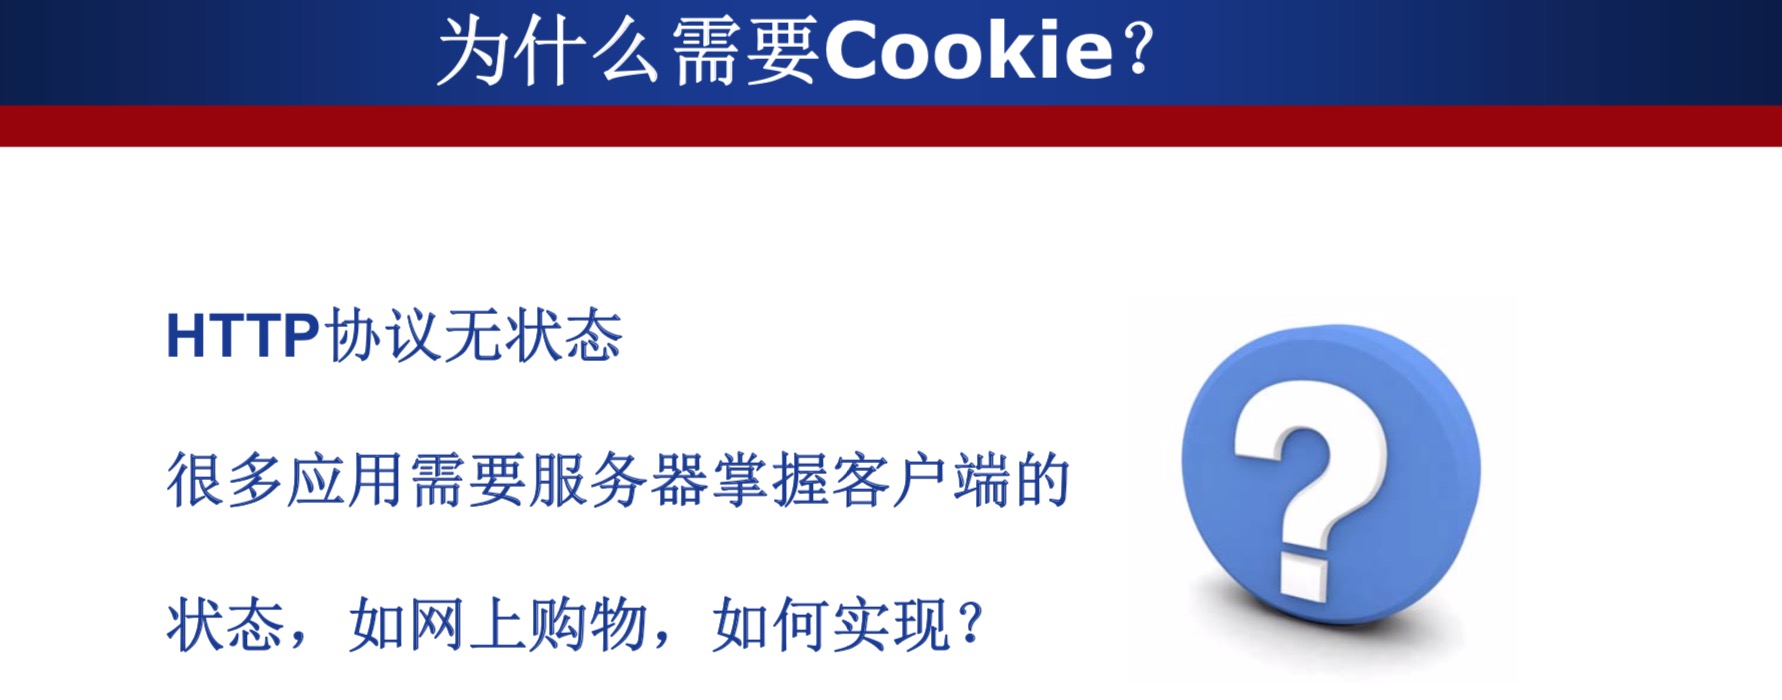 为什么需要Cookie？
HTTP协议无状态
很多应用需要服务器掌握客户端的
状态，如网上购物，如何实现？